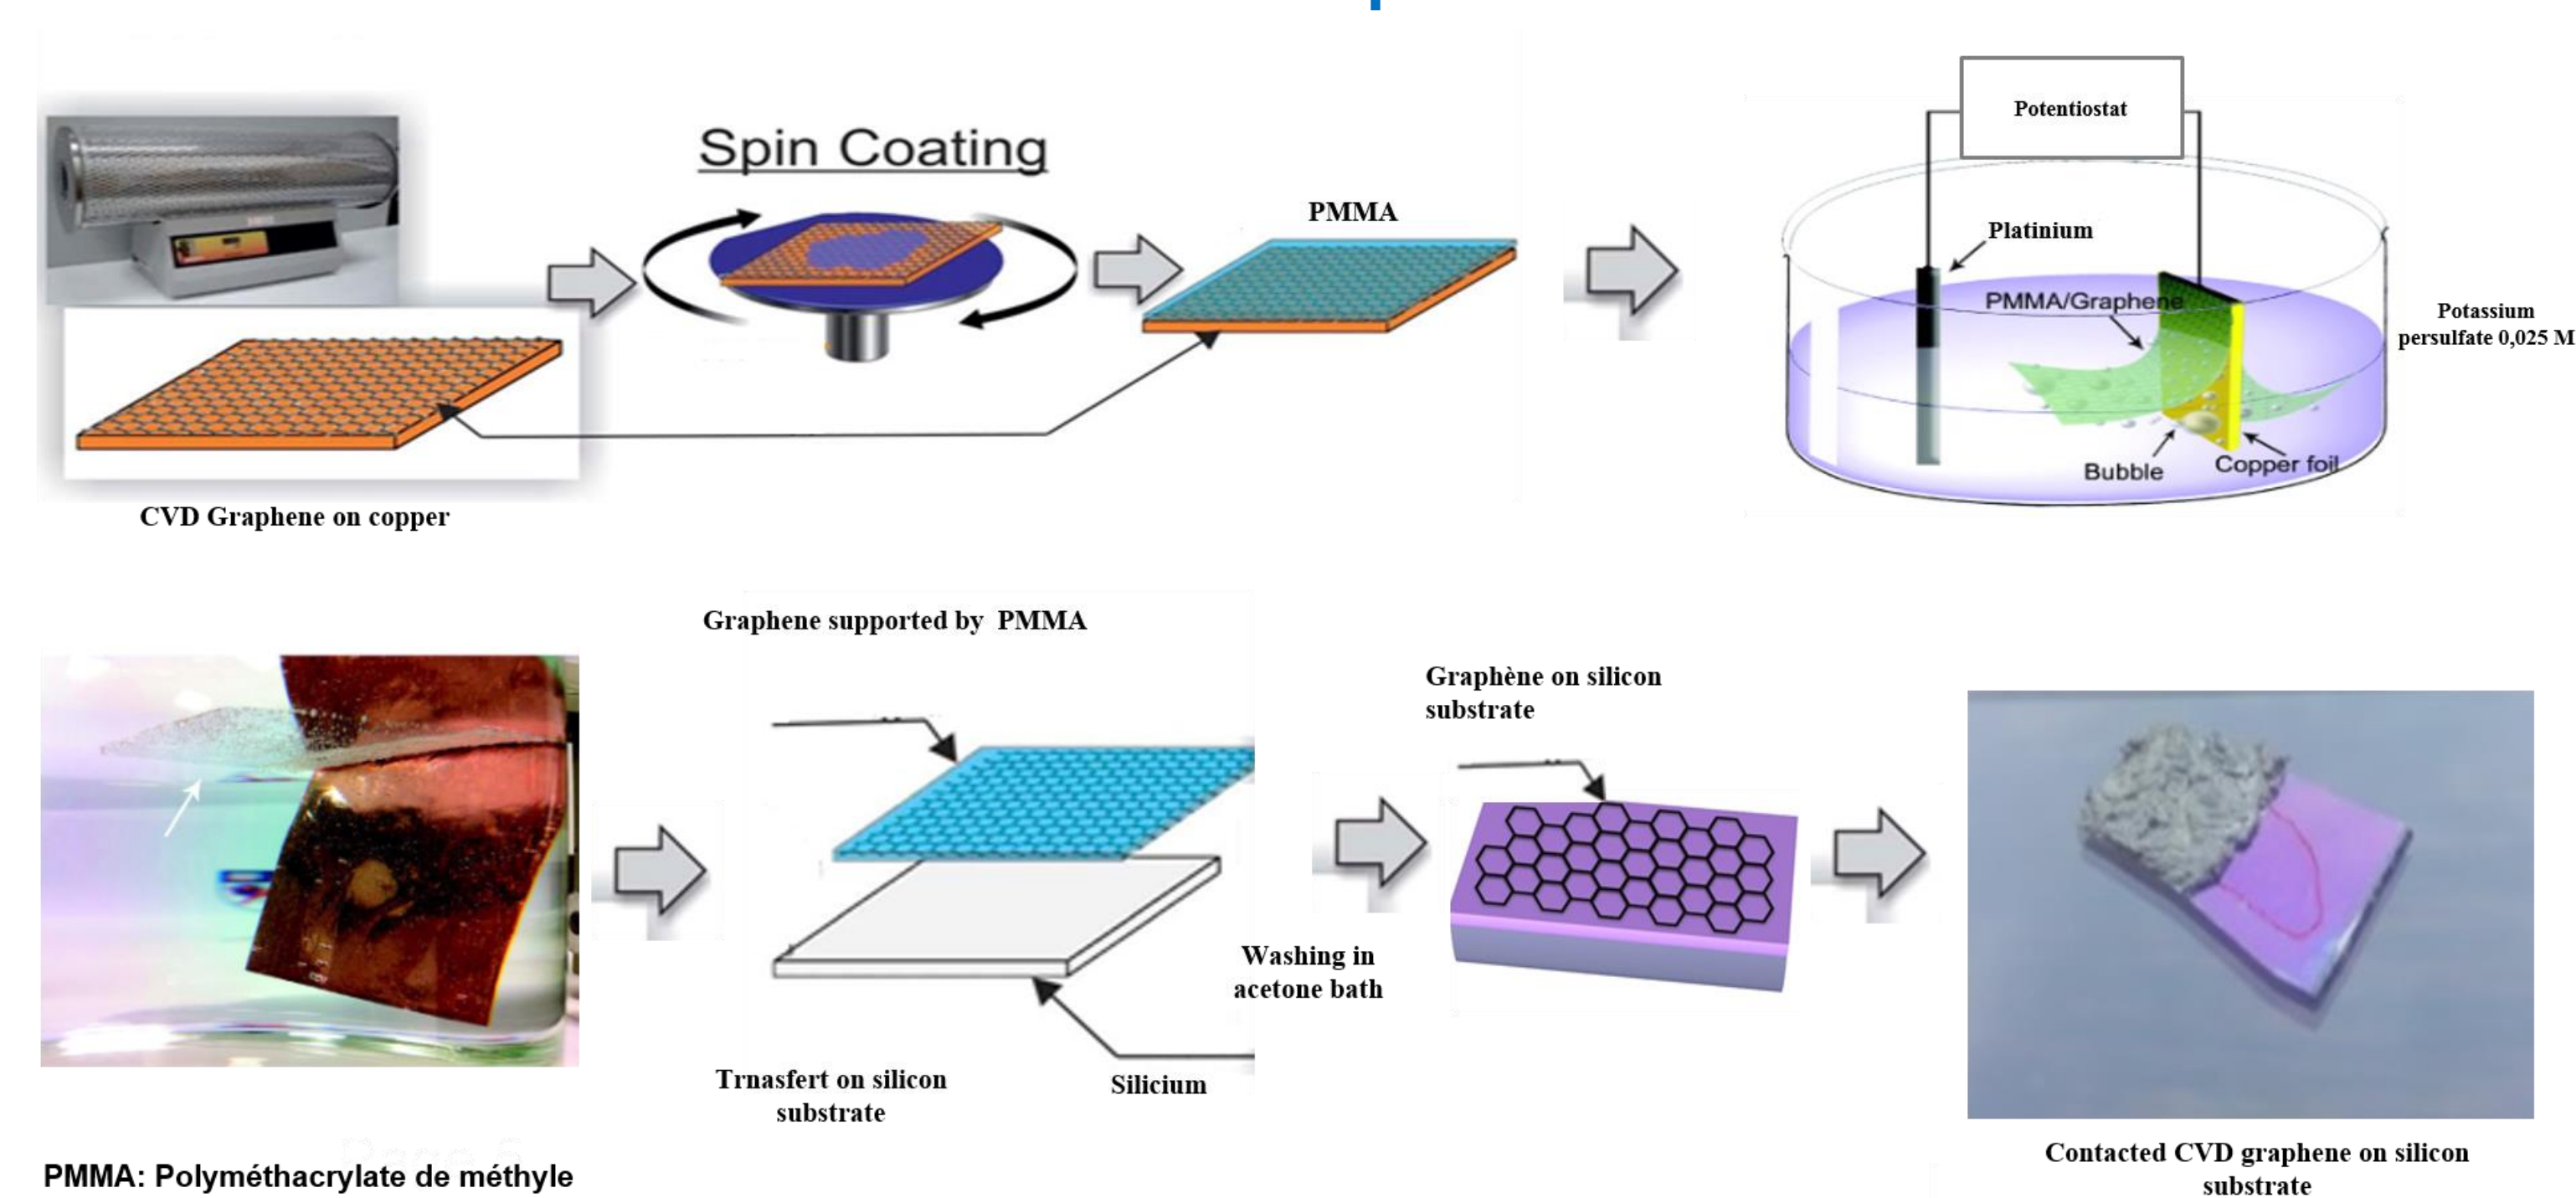 Spin Coating
PMMA
Potentiostat
Platinium
PMMA/Graphene
Potassium
persulfate 0,025 M
Bubble
Copper foil
CVD Graphene on copper
Graphene supported by PMMA
Graphène on silicon
substrate
Washing in
acetone bath
Trnasfert on silicon
substrate
Silicium
Contacted CVD graphene on silicon
substrate
PMMA: Polyméthacrylate de méthyle